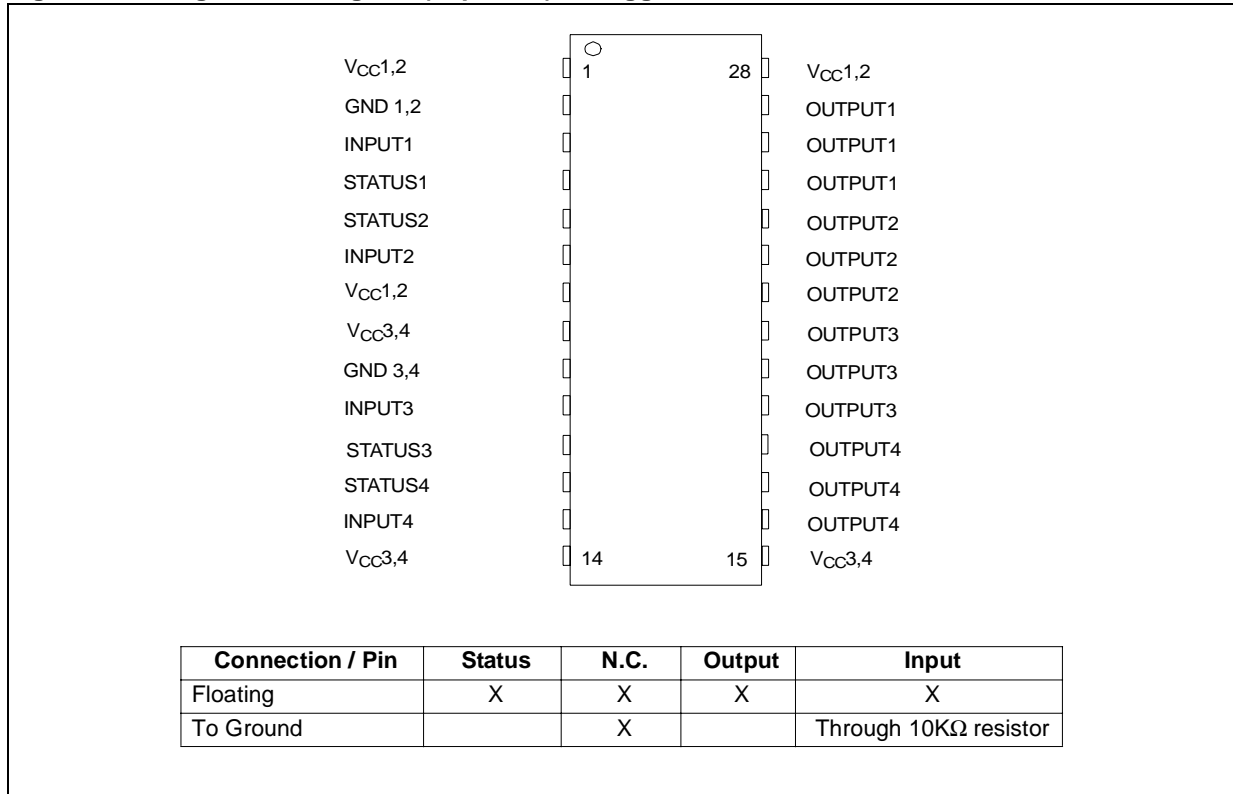 VCC1,2 1 28 VCC1,2
GND 1,2 OUTPUT1
INPUT1 OUTPUT1
STATUS1 OUTPUT1
STATUS2 OUTPUT2
INPUT2 OUTPUT2
VCC1,2 OUTPUT2
VCC3,4 OUTPUT3
GND 3,4 OUTPUT3
INPUT3 OUTPUT3
STATUS3 OUTPUT4
STATUS4 OUTPUT4
INPUT4 OUTPUT4
VCC3,4 14 15 VCC3,4
Connection / Pin Status N.C. Output Input
Floating X X X X
To Ground X Through 10KΩ resistor